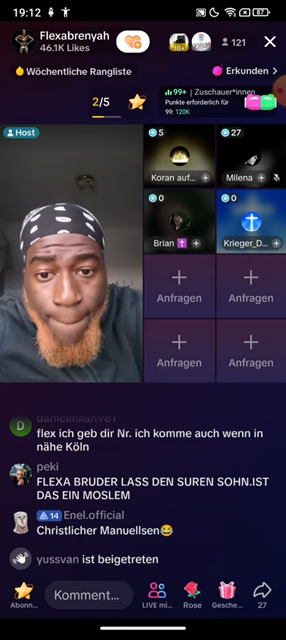 19:12
87
Flexabrenyah
46.1K Likes
10+
121
Wöchentliche Rangliste
Erkunden >
2/5
99+ | Zuschauer*innen
Punkte erforderlich für
99: 120K
Host
5
Koran auf...
27
Milena
0
Brian ✝️
0
Krieger_D...
Anfragen
Anfragen
Anfragen
Anfragen
danielmilan981
D
flex ich geb dir Nr. ich komme auch wenn in
nähe Köln
peki
FLEXA BRUDER LASS DEN SUREN SOHN.IST
DAS EIN MOSLEM
14 Enel.official
Christlicher Manuellsen😂
yussvan ist beigetreten
Abonn...
Komment...
LIVE mi...
Rose
Gesche...
27